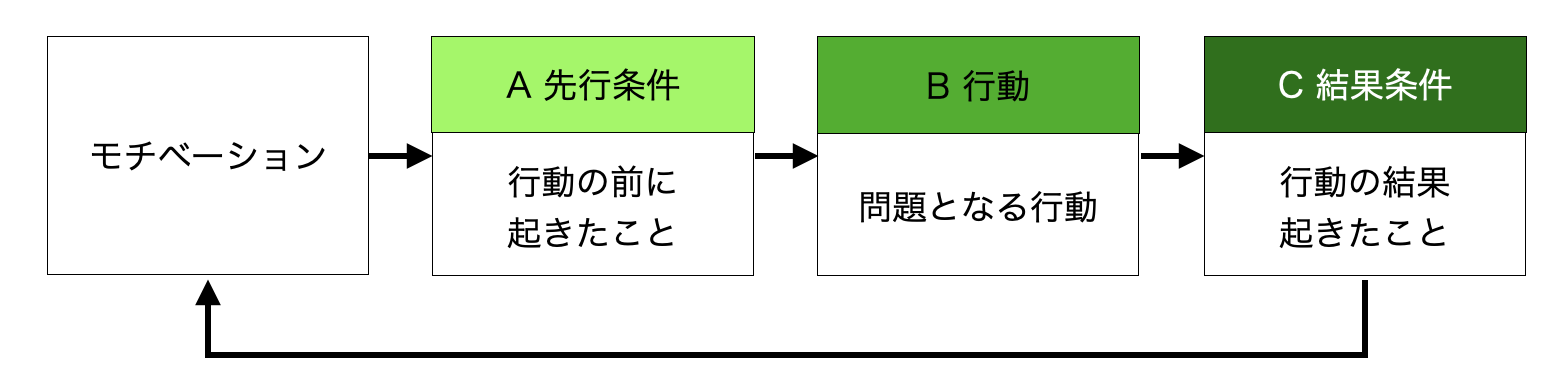 モチベーション
A 先行条件
行動の前に
起きたこと
B 行動
問題となる行動
C 結果条件
行動の結果
起きたこと